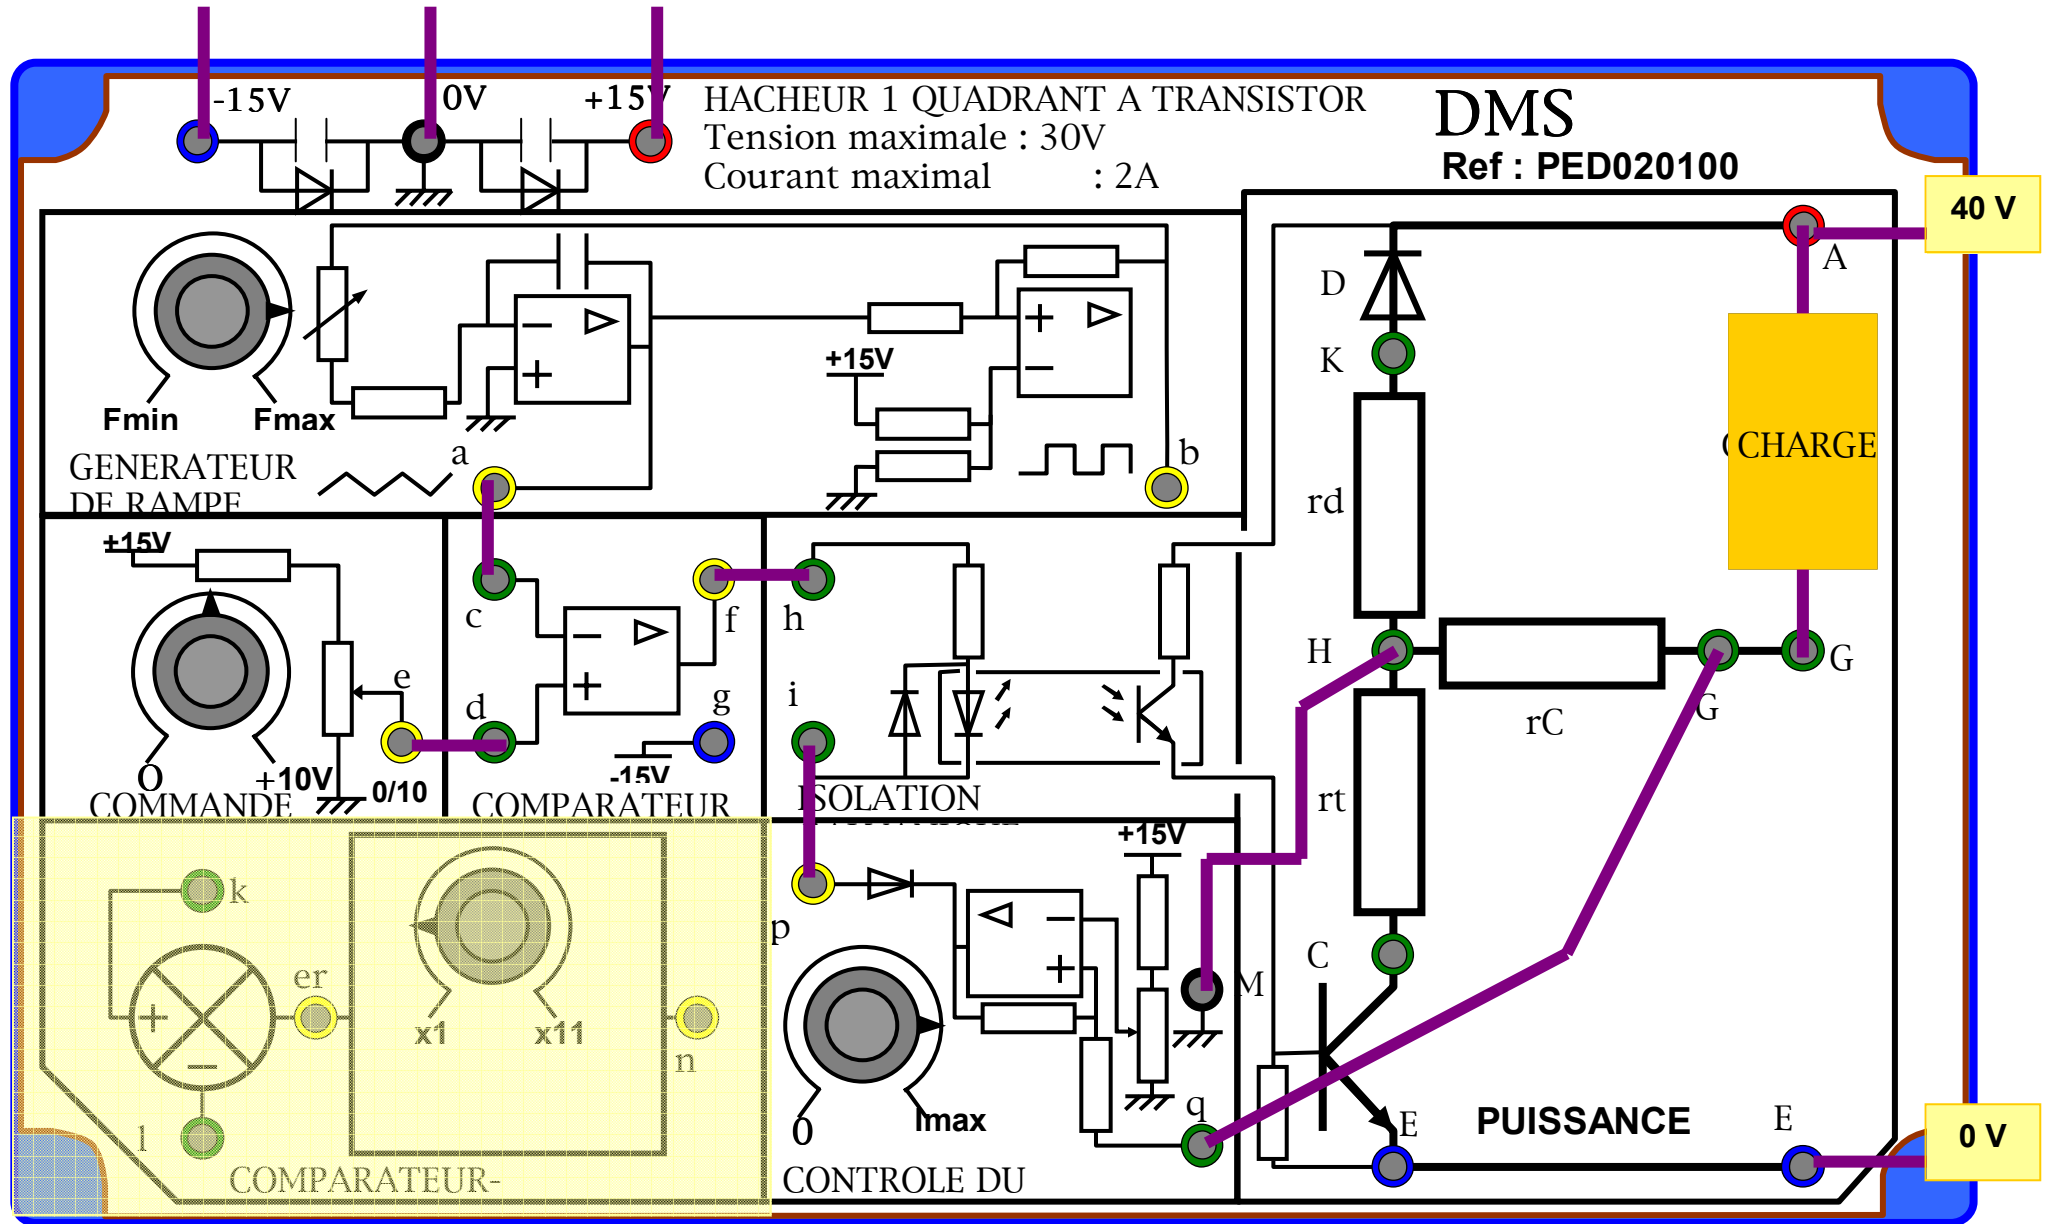 -15V
0V
+15V
HACHEUR 1 QUADRANT A TRANSISTOR
Tension maximale : 30V
Courant maximal : 2A
DMS
Ref : PED020100
40 V
A
D
K
+15V
Fmin
Fmax
GENERATEUR
DE RAMPE
a
b
rd
CHARGE
+15V
c
f
h
e
d
g
i
H
rC
G
G
0
+10V
0/10
-15V
COMMANDE
COMPARATEUR
ISOLATION
rt
+15V
k
er
x1
x11
n
l
COMPARATEUR-
p
M
C
0
Imax
q
CONTROLE DU
E
PUISSANCE
E
0 V